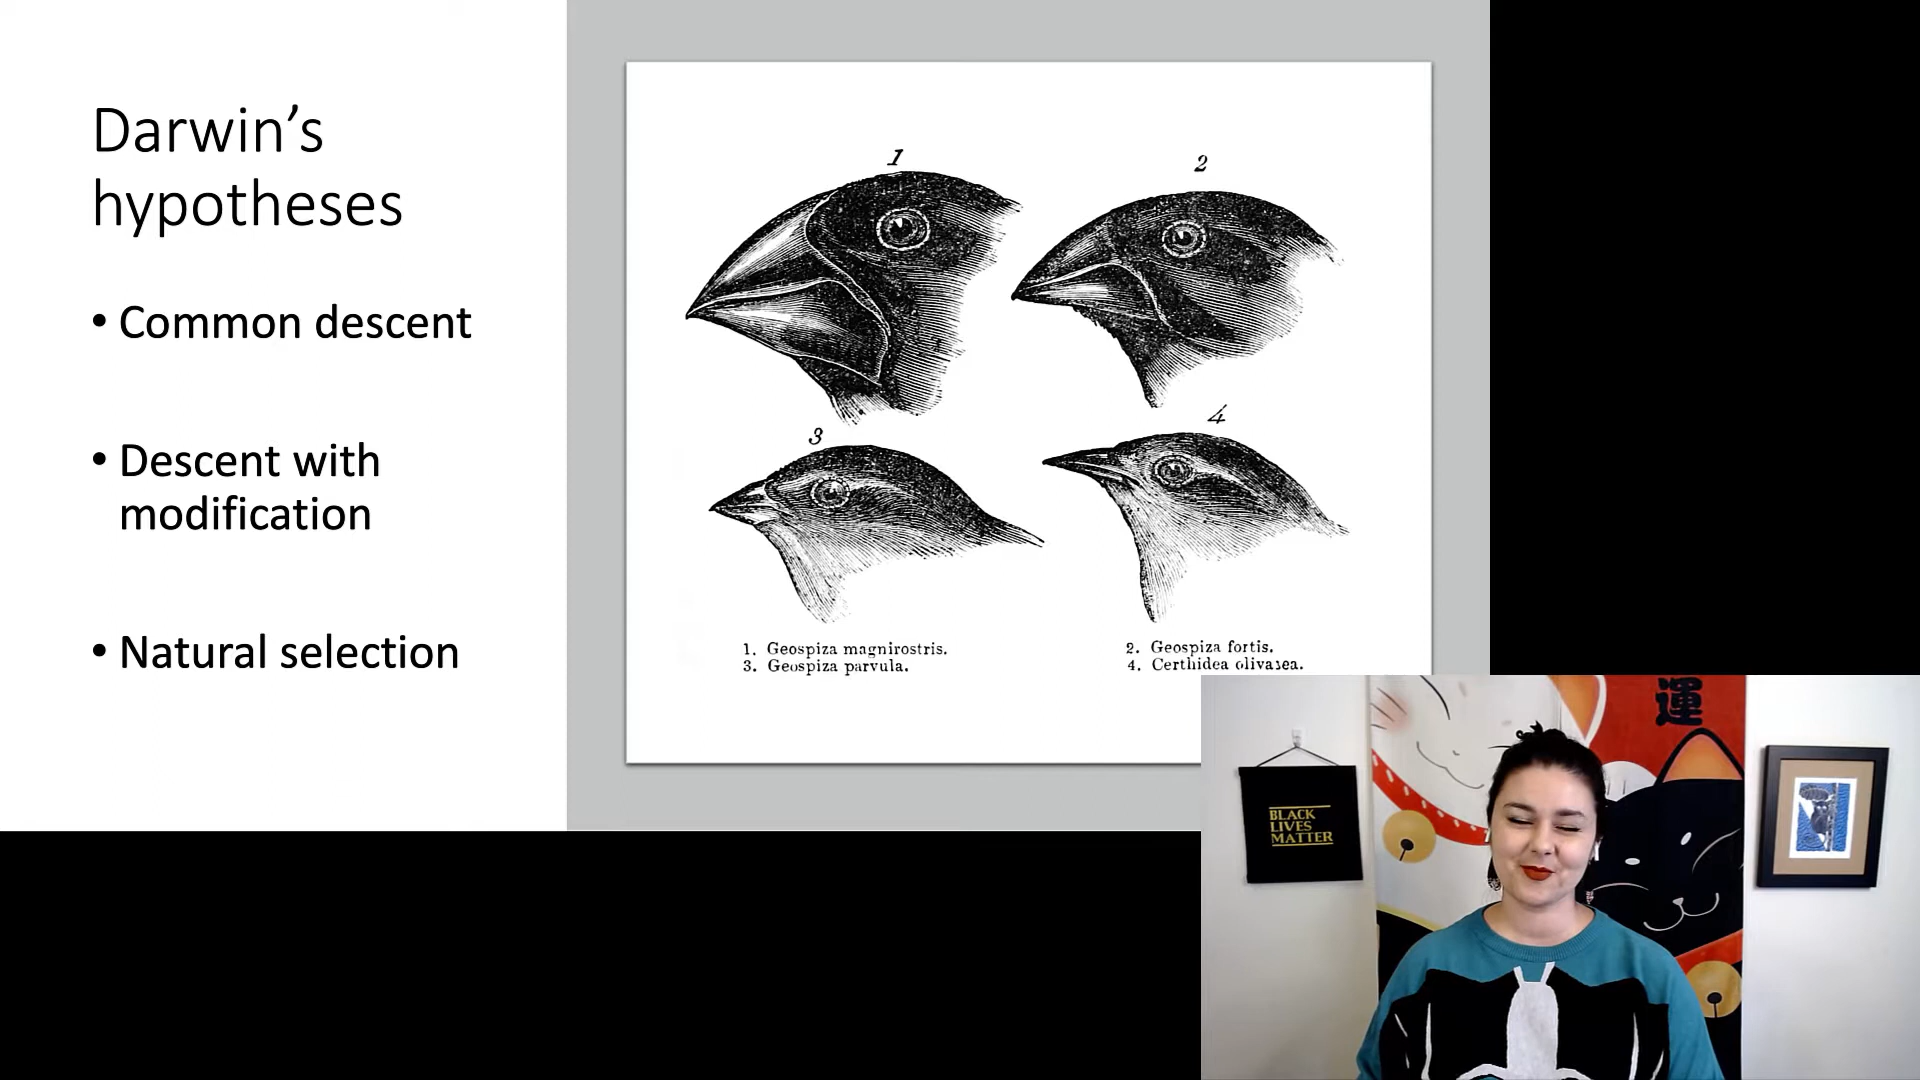 Darwin’s
hypotheses
• Common descent
• Descent with
modification
• Natural selection
1
2
3
4
1. Geospiza magnirostris.
2. Geospiza fortis.
3. Geospiza parvula.
4. Certhidea olivasea.
運
BLACK
LIVES
MATTER